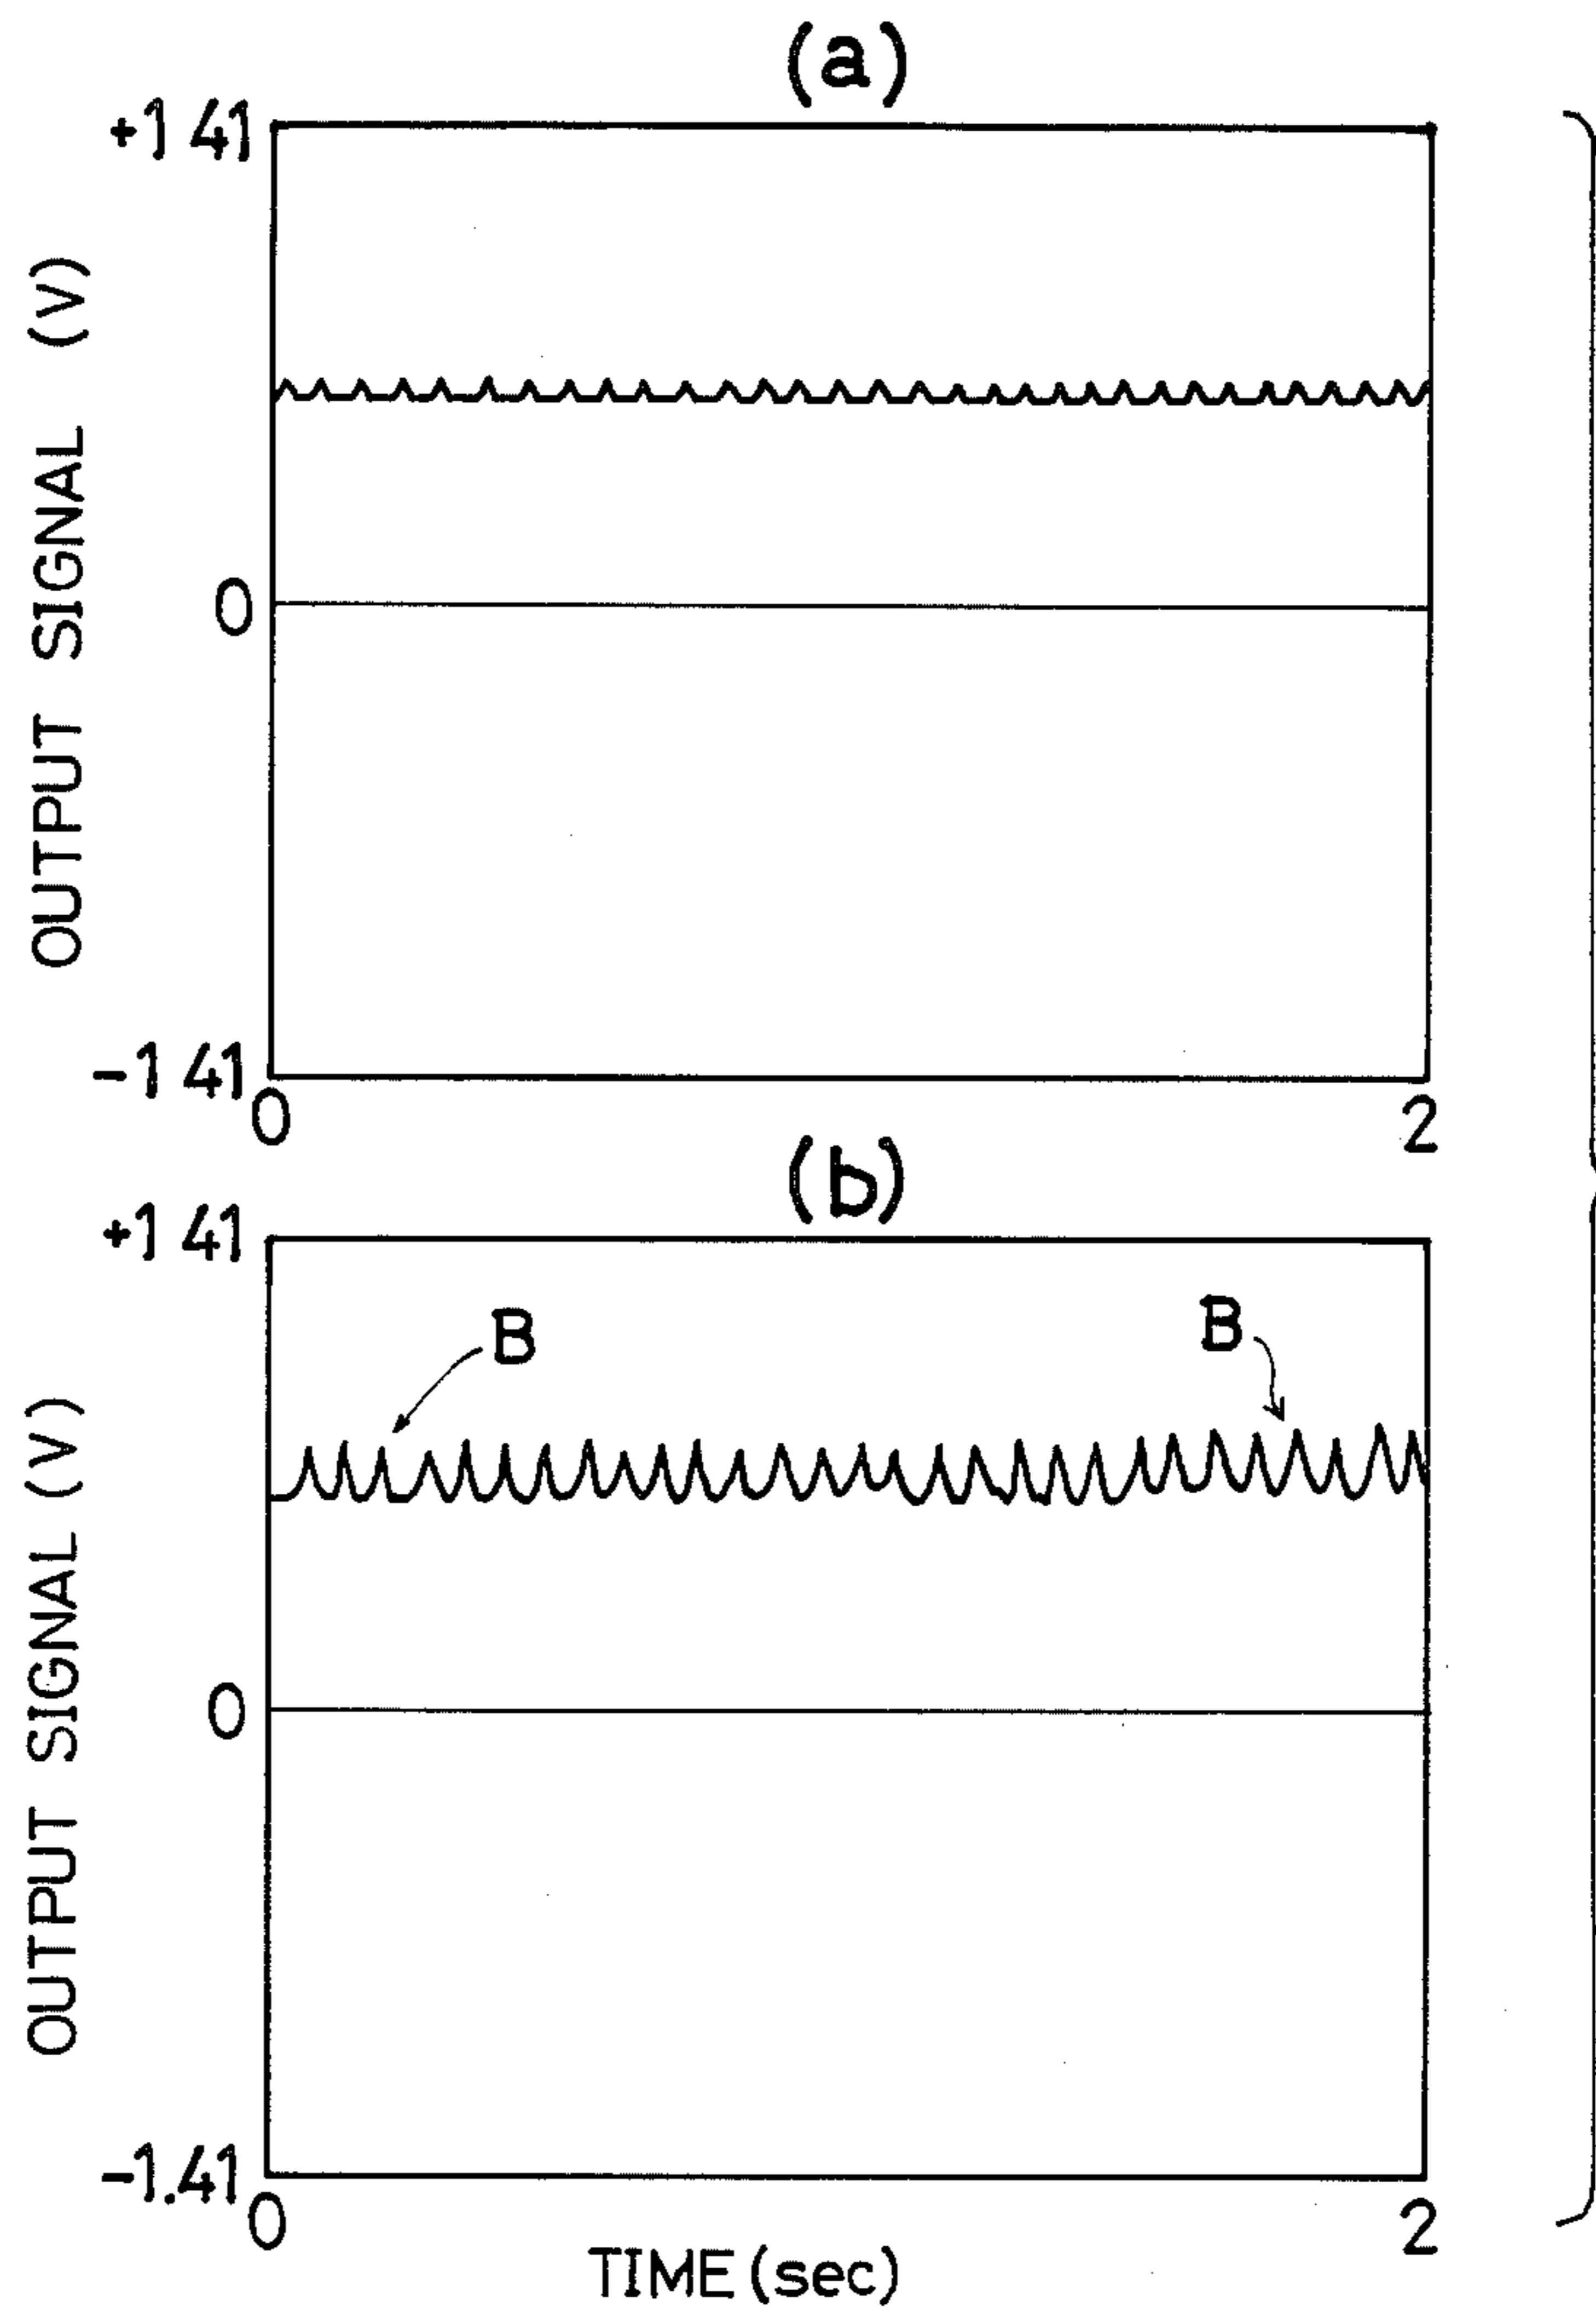 (a)
+1 41
OUTPUT SIGNAL (V)
0
-1 41
0
2
(b)
+1 41
B
B
OUTPUT SIGNAL (V)
0
-1.41
0
2
TIME (sec)